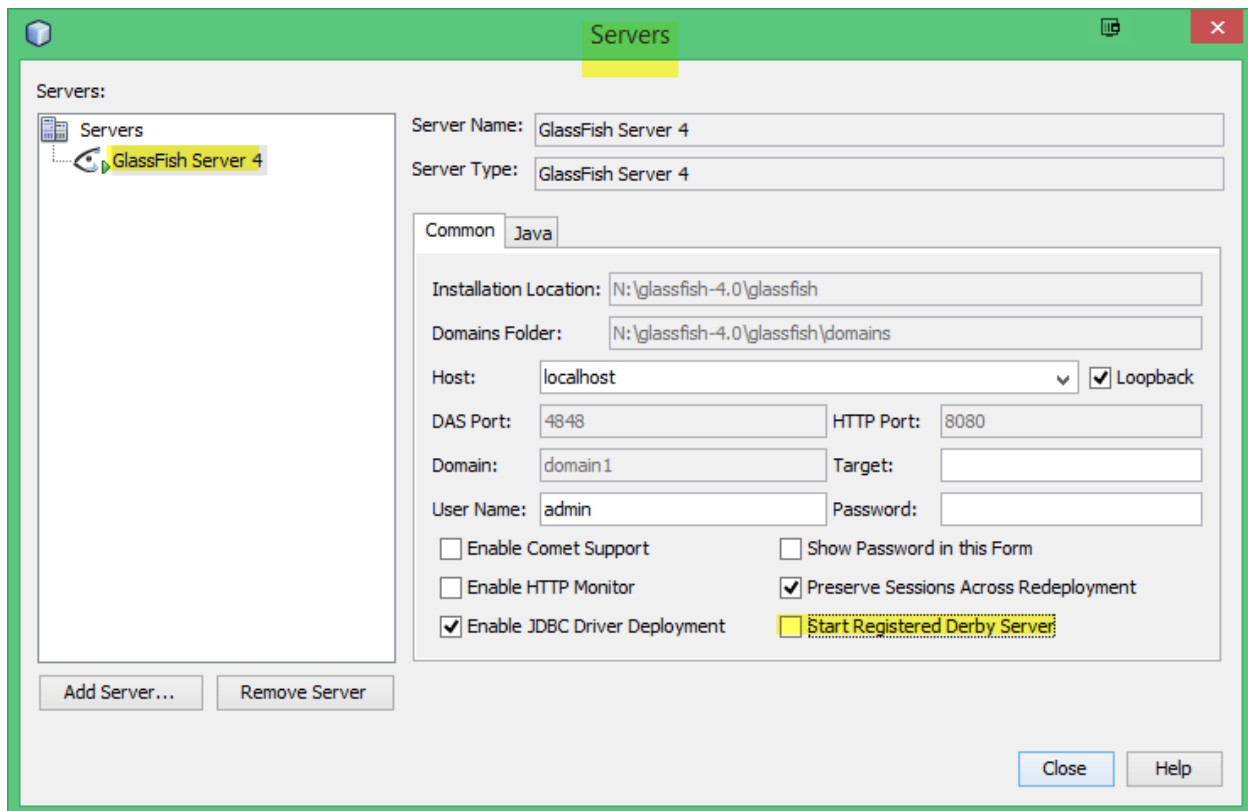 Servers
Servers:
Servers
GlassFish Server 4
Server Name: GlassFish Server 4
Server Type: GlassFish Server 4
Common Java
Installation Location: N:\glassfish-4.0\glassfish
Domains Folder: N:\glassfish-4.0\glassfish\domains
Host: localhost Loopback
DAS Port: 4848 HTTP Port: 8080
Domain: domain1 Target:
User Name: admin Password:
Enable Comet Support Show Password in this Form
Enable HTTP Monitor Preserve Sessions Across Redeployment
Enable JDBC Driver Deployment Start Registered Derby Server
Add Server... Remove Server
Close Help